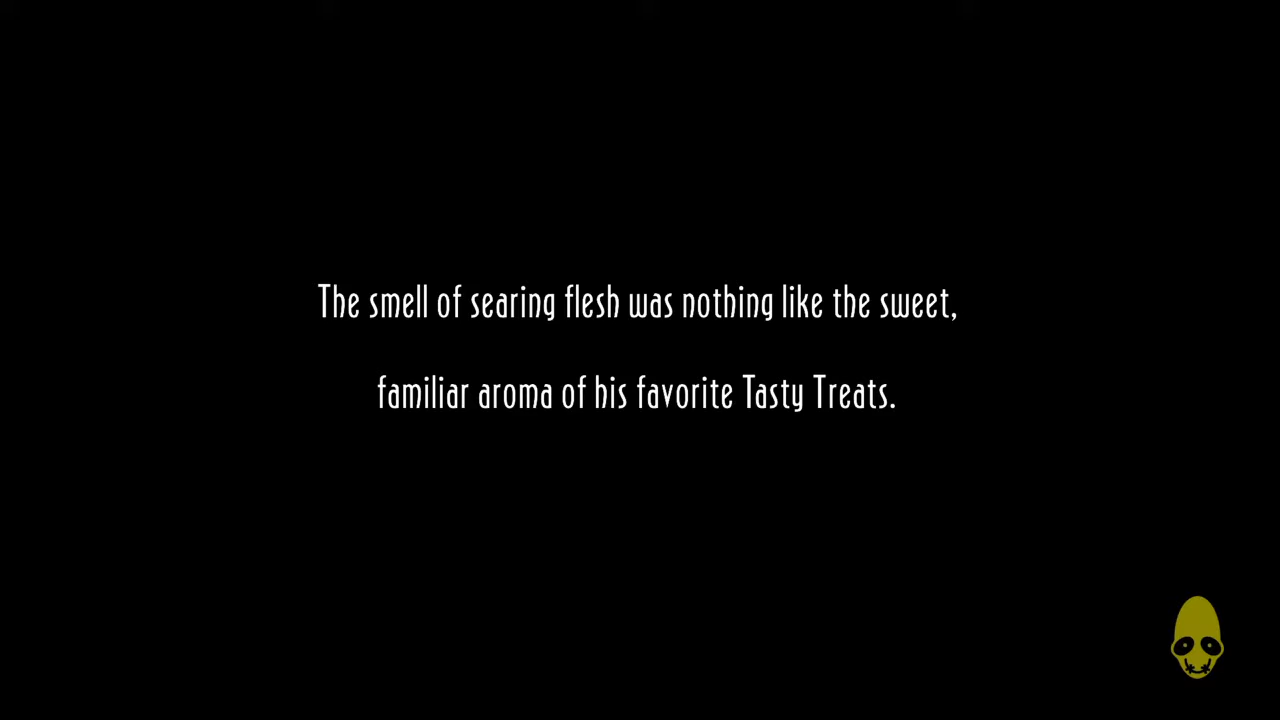 The smell of searing flesh was nothing like the sweet,
familiar aroma of his favorite Tasty Treats.